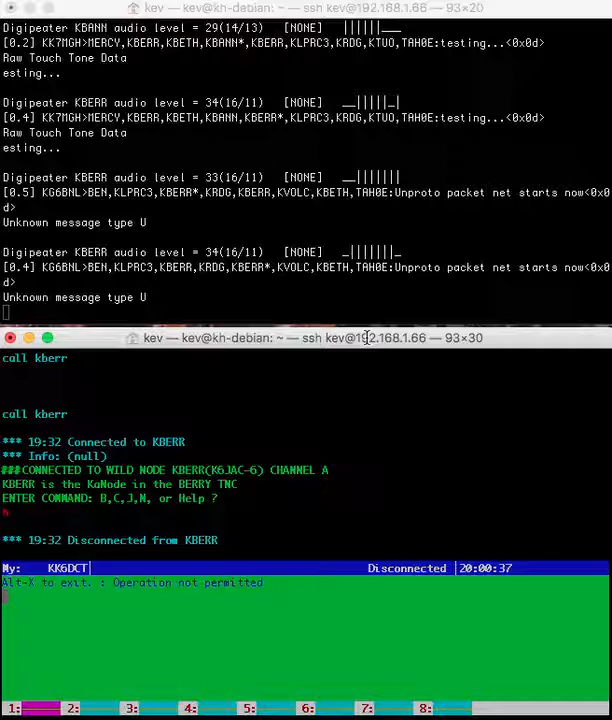 kev — kev@kh-debian: ~ — ssh kev@192.168.1.66 — 93×20
Digipeater KBANN audio level = 29(14/13)   [NONE]   ||||||____
[0.2] KK7MGH>MERCY,KBERR,KBETH,KBANN*,KLPRC3,KRDG,KTUO,TAH0E:testing...<0x0d>
Raw Touch Tone Data
esting...
Digipeater KBERR audio level = 34(16/11)   [NONE]   __|||||_|
[0.4] KK7MGH>MERCY,KBERR,KBETH,KBANN,KBERR*,KLPRC3,KRDG,KTUO,TAH0E:testing...<0x0d>
Raw Touch Tone Data
esting...
Digipeater KBERR audio level = 33(16/11)   [NONE]   __|||||||
[0.5] KG6BNL>BEN,KLPRC3,KBERR*,KRDG,KBERR,KVOLC,KBETH,TAH0E:Unproto packet net starts now<0x0
d>
Unknown message type U
Digipeater KBERR audio level = 34(16/11)   [NONE]   _|||||||_
[0.4] KG6BNL>BEN,KLPRC3,KBERR,KRDG,KBERR*,KVOLC,KBETH,TAH0E:Unproto packet net starts now<0x0
d>
Unknown message type U
kev — kev@kh-debian: ~ — ssh kev@192.168.1.66 — 93×30
call kberr
call kberr
*** 19:32 Connected to KBERR
*** Info: (null)
###CONNECTED TO WILD NODE KBERR(K6JAC-6) CHANNEL A
KBERR is the KaNode in the BERRY TNC
ENTER COMMAND: B,C,J,N, or Help ?
h
*** 19:32 Disconnected from KBERR
My:    KK6DCT|    Disconnected |20:00:37
Alt-X to exit. : Operation not permitted
1: 2: 3: 4: 5: 6: 7: 8: